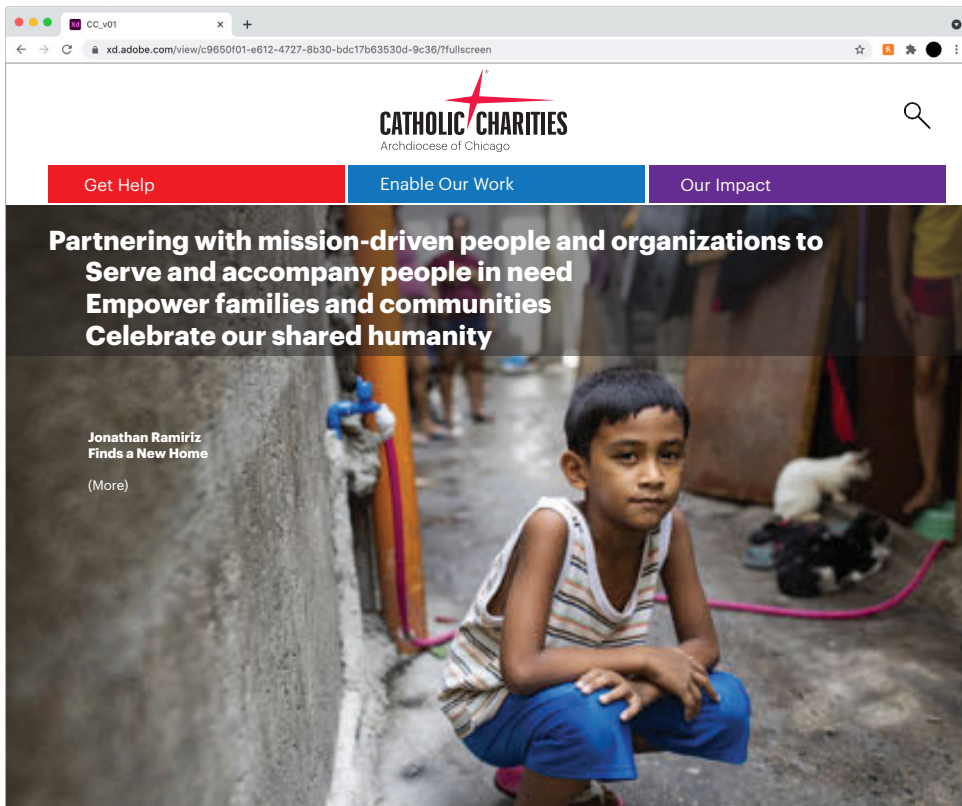 CC_v01
xd.adobe.com/view/c9650f01-e612-4727-8b30-bdc17b63530d-9c36/?fullscreen
CATHOLIC CHARITIES
Archdiocese of Chicago
Get Help
Enable Our Work
Our Impact
Partnering with mission-driven people and organizations to
Serve and accompany people in need
Empower families and communities
Celebrate our shared humanity
Jonathan Ramiriz
Finds a New Home
(More)